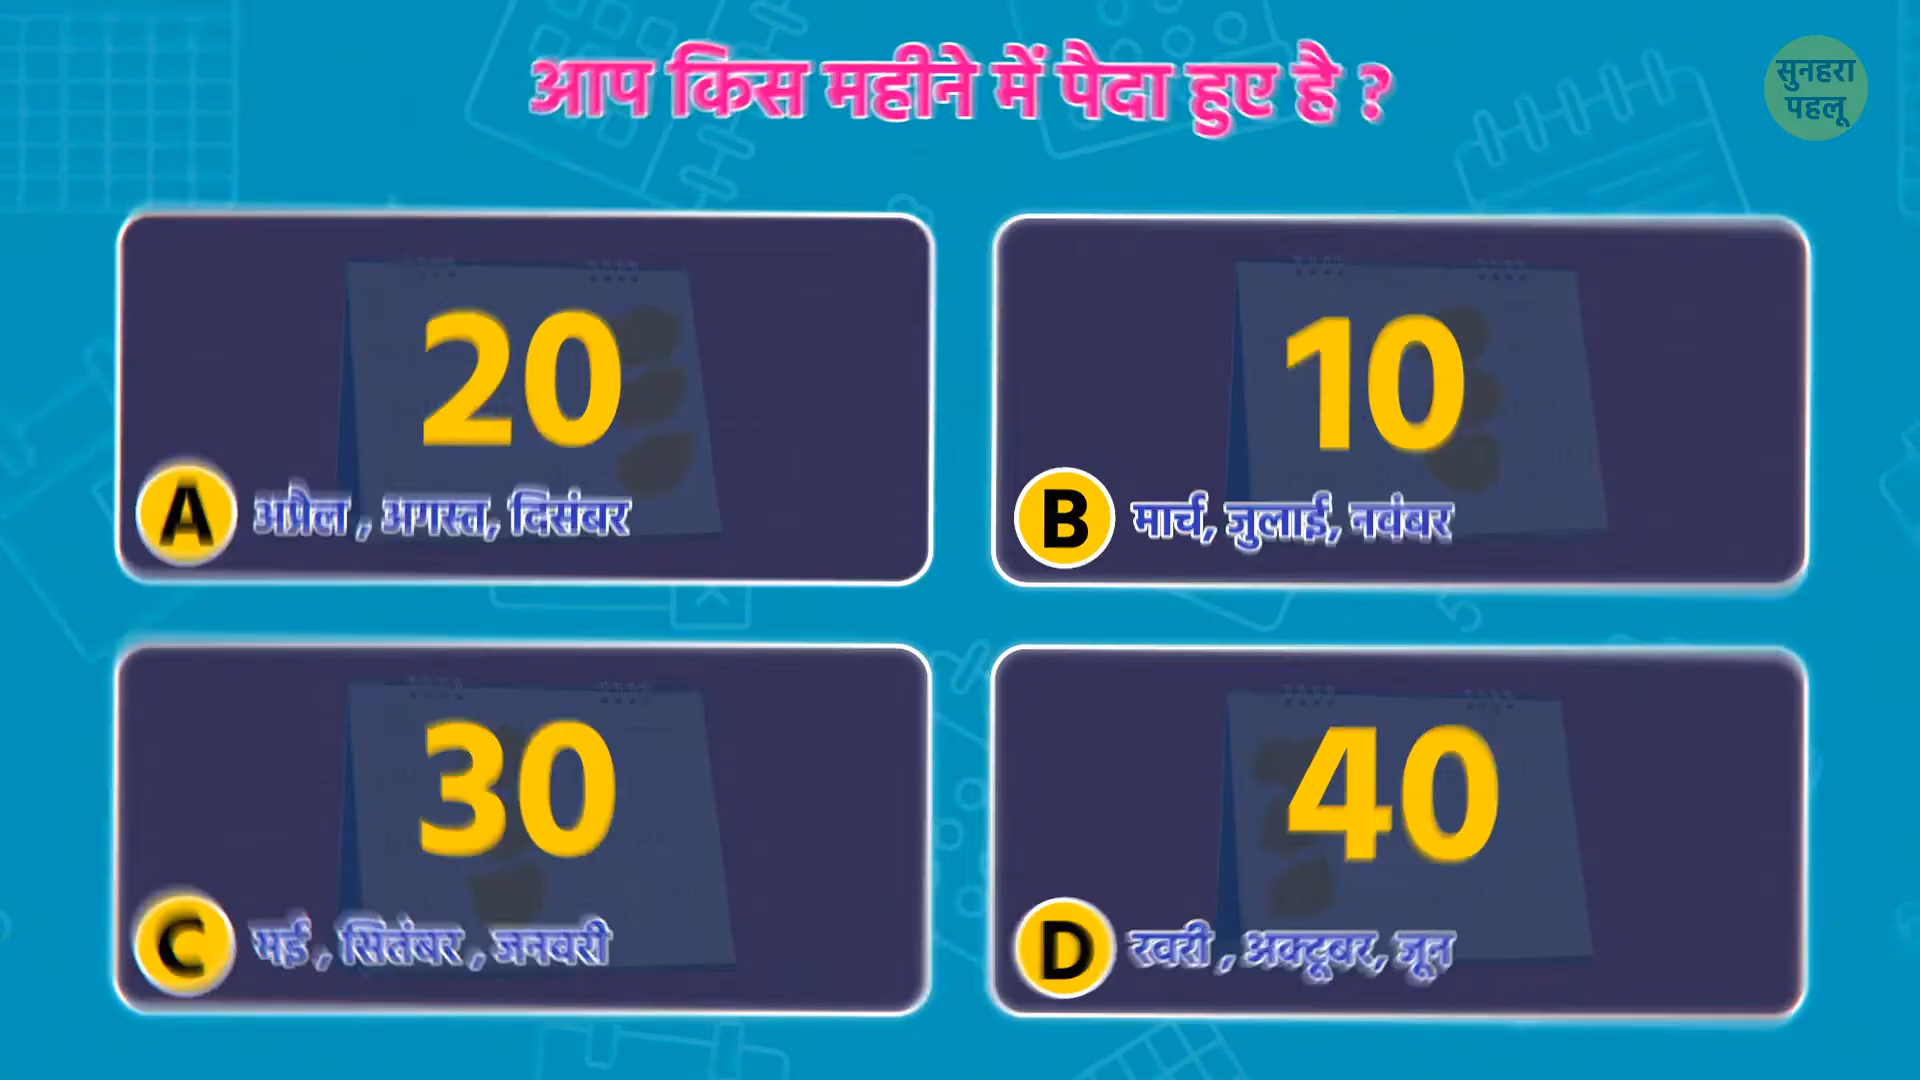 आप किस महीने में पैदा हुए है ?
सुनहरा
पहलू
20
A अप्रैल , अगस्त, दिसंबर
10
B मार्च, जुलाई, नवंबर
30
C मई , सितंबर , जनवरी
40
D रवरी , अक्टूबर, जून